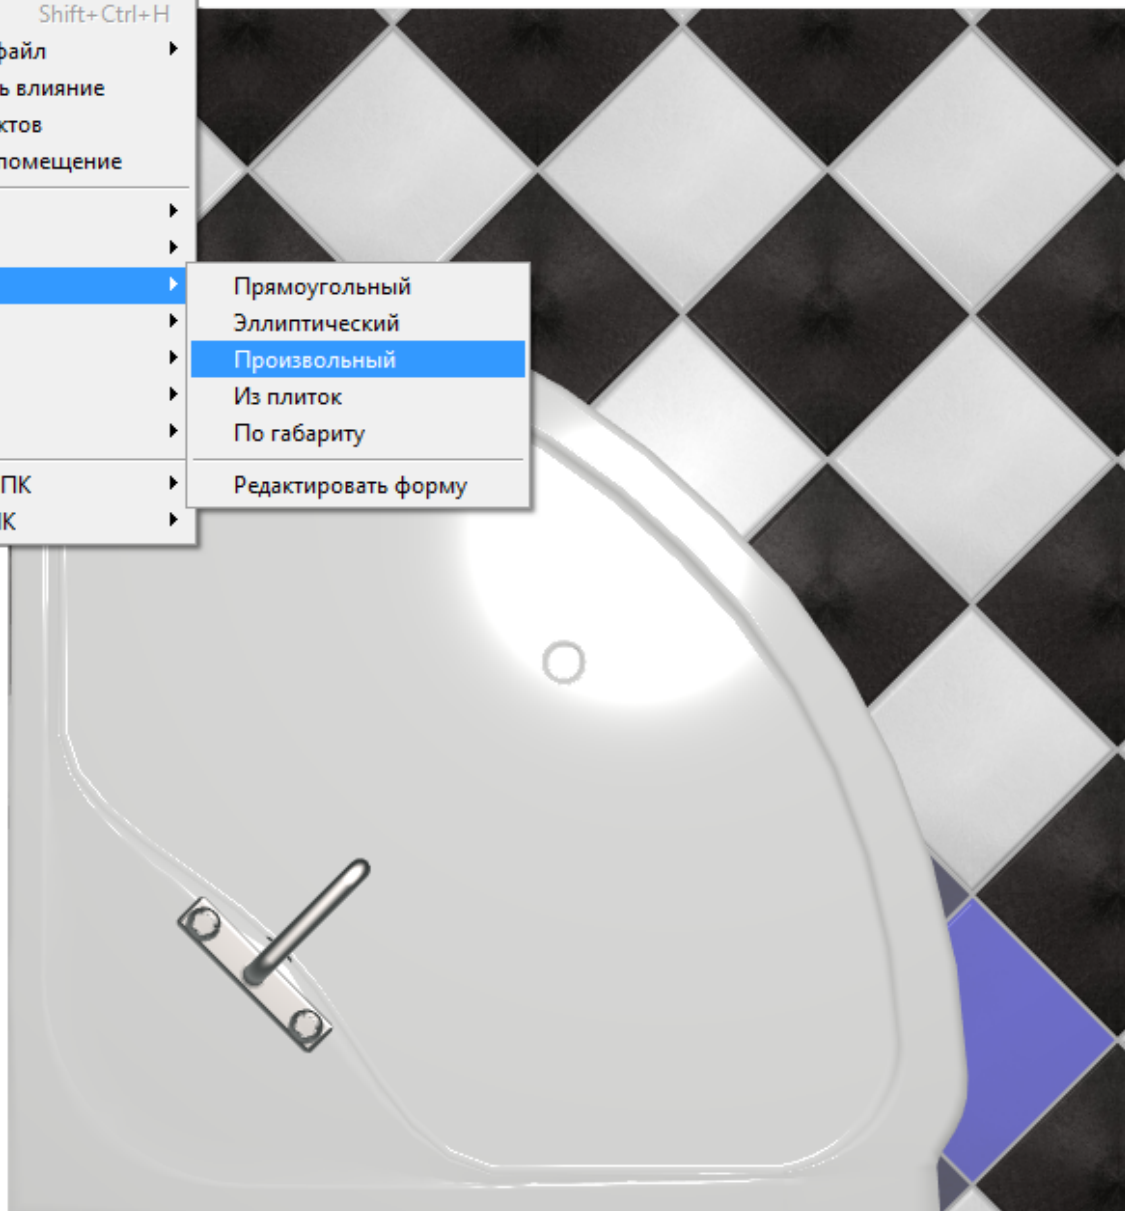 Shift+Ctrl+H
файл
ь влияние
ктов
помещение
Прямоугольный
Эллиптический
Произвольный
Из плиток
По габариту
ПК
Редактировать форму
К